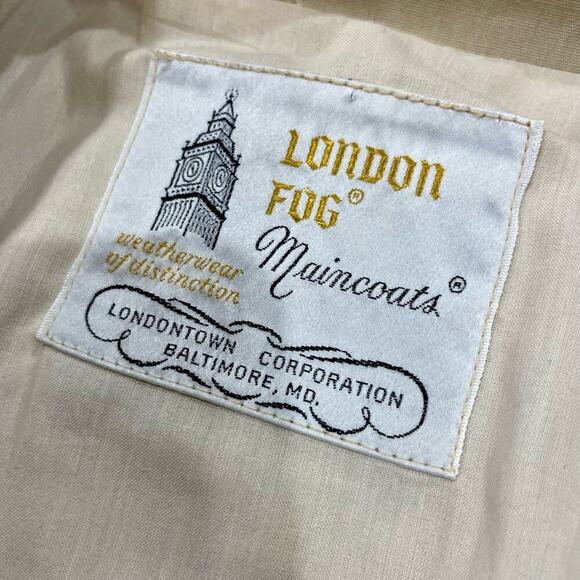 LONDON
FOG®
Maincoats®
weatherwear
of distinction
LONDONTOWN CORPORATION
BALTIMORE, MD.